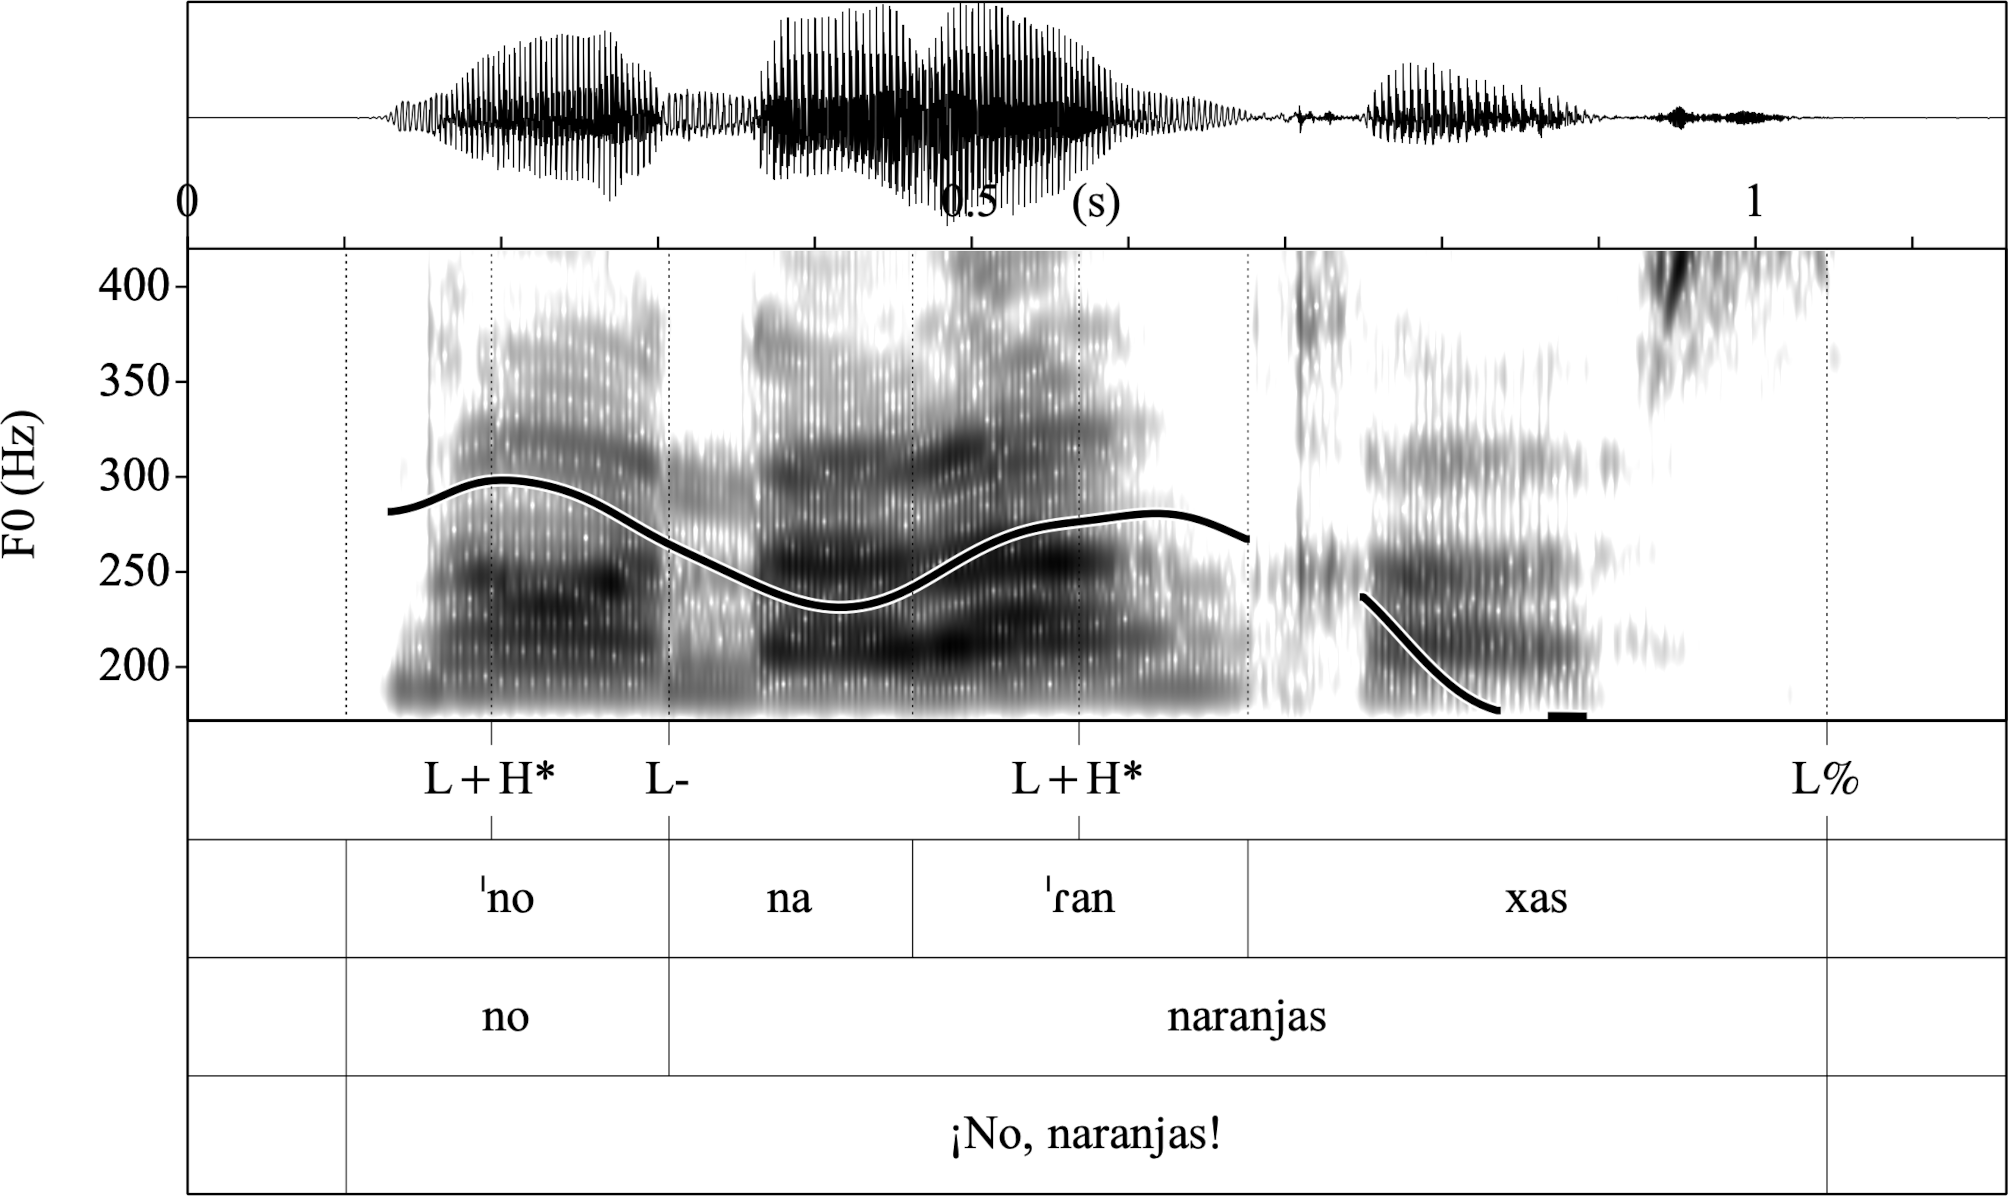 0 0.5 (s) 1
400
350
300
250
200
F0 (Hz)
L+H* L- L+H* L%
ˈno na ˈɾan xas
no naranjas
¡No, naranjas!